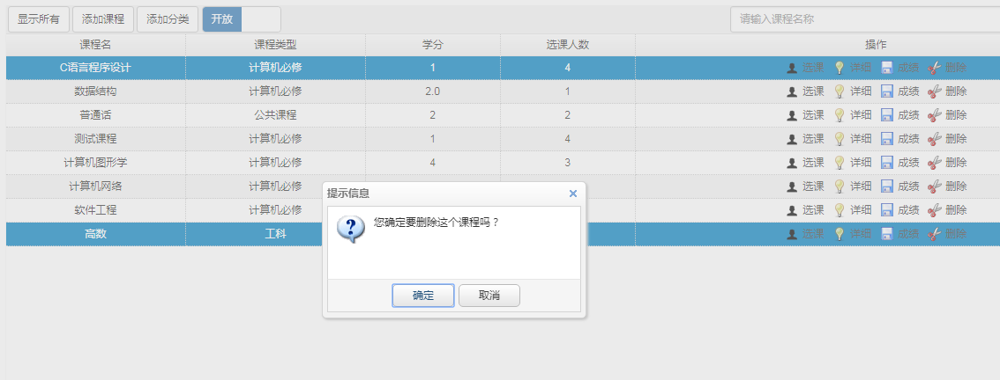 显示所有 添加课程 添加分类 开放 请输入课程名称
课程名 课程类型 学分 选课人数 操作
C语言程序设计 计算机必修 1 4 选课 详细 成绩 删除
数据结构 计算机必修 2.0 1 选课 详细 成绩 删除
普通话 公共课程 2 2 选课 详细 成绩 删除
测试课程 计算机必修 1 4 选课 详细 成绩 删除
计算机图形学 计算机必修 4 3 选课 详细 成绩 删除
计算机网络 计算机必修 选课 详细 成绩 删除
提示信息
软件工程 计算机必修 选课 详细 成绩 删除
您确定要删除这个课程吗？
高数 工科 选课 详细 成绩 删除
确定 取消